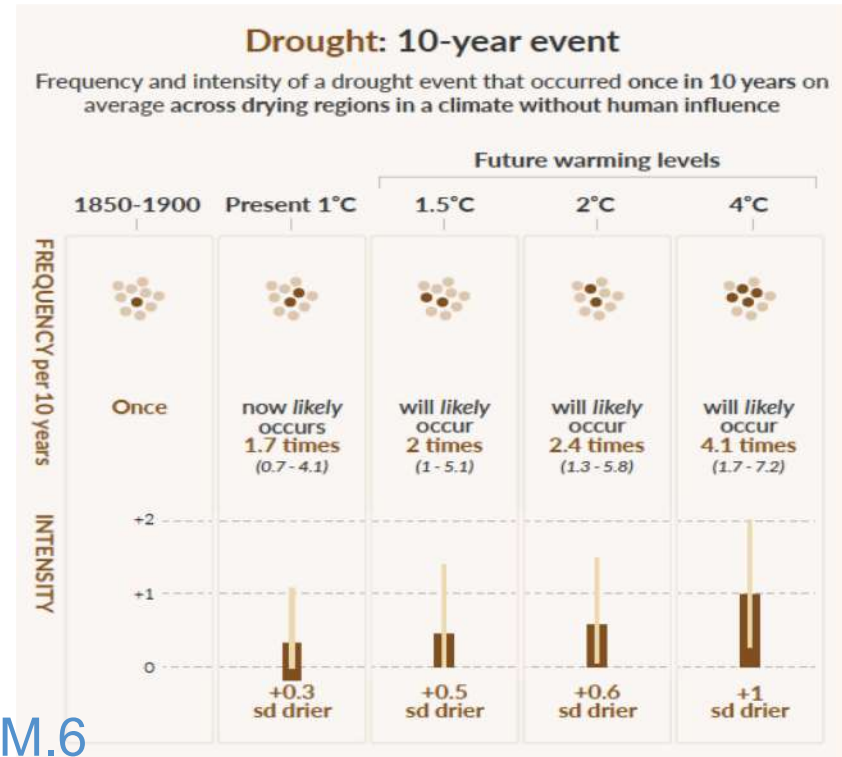 Drought: 10-year event
Frequency and intensity of a drought event that occurred once in 10 years on
average across drying regions in a climate without human influence
Future warming levels
1850-1900 Present 1°C 1.5°C 2°C 4°C
FREQUENCY per 10 years
Once
now likely
occurs
1.7 times
(0.7 - 4.1)
will likely
occur
2 times
(1 - 5.1)
will likely
occur
2.4 times
(1.3 - 5.8)
will likely
occur
4.1 times
(1.7 - 7.2)
INTENSITY
+2
+1
0
+0.3
sd drier
+0.5
sd drier
+0.6
sd drier
+1
sd drier
M.6